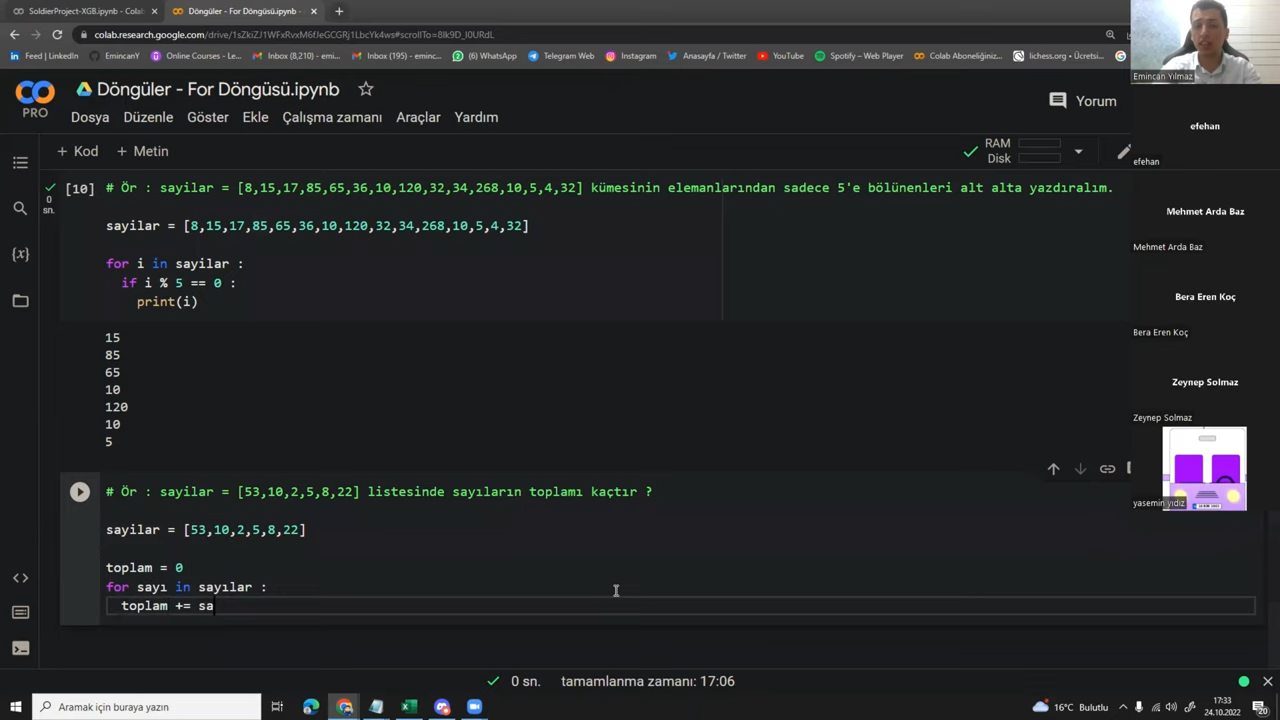 SoldierProject-XGB.ipynb - Colab
Döngüler - For Döngüsü.ipynb -
colab.research.google.com/drive/1sZkiZJ1WFxRvxM6fJeGCGRj1LbcYk4ws#scrollTo=8Ik9D_I0URdL
Feed | LinkedIn
EmincanY
Online Courses - Le...
Inbox (8,210) - emi...
Inbox (195) - eminc...
(6) WhatsApp
Telegram Web
Instagram
Anasayfa / Twitter
YouTube
Spotify – Web Player
Colab Aboneliğiniz...
lichess.org • Ücretsi...
Emincan Yılmaz
PRO
Döngüler - For Döngüsü.ipynb
Dosya Düzenle Göster Ekle Çalışma zamanı Araçlar Yardım
Yorum
+ Kod + Metin
RAM
Disk
efehan
efehan
Mehmet Arda Baz
Mehmet Arda Baz
Bera Eren Koç
Bera Eren Koç
Zeynep Solmaz
Zeynep Solmaz
yasemin yıdız
[10] # Ör : sayilar = [8,15,17,85,65,36,10,120,32,34,268,10,5,4,32] kümesinin elemanlarından sadece 5'e bölünenleri alt alta yazdıralım.
0
sn.
sayilar = [8,15,17,85,65,36,10,120,32,34,268,10,5,4,32]
for i in sayilar :
if i % 5 == 0 :
print(i)
15
85
65
10
120
10
5
# Ör : sayilar = [53,10,2,5,8,22] listesinde sayıların toplamı kaçtır ?
sayilar = [53,10,2,5,8,22]
toplam = 0
for sayı in sayılar :
toplam += sa
0 sn. tamamlanma zamanı: 17:06
Aramak için buraya yazın
16°C Bulutlu
17:33
24.10.2022
20